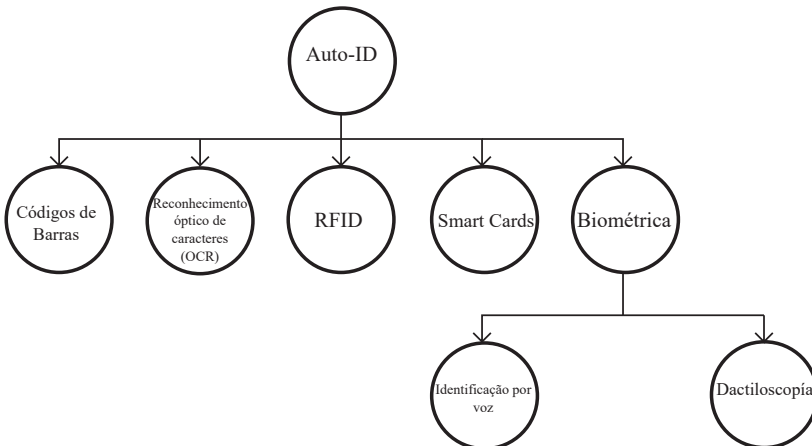 Auto-ID
Códigos de
Barras
Reconhecimento
óptico de
caracteres
(OCR)
RFID
Smart Cards
Biométrica
Identificação por
voz
Dactiloscopía